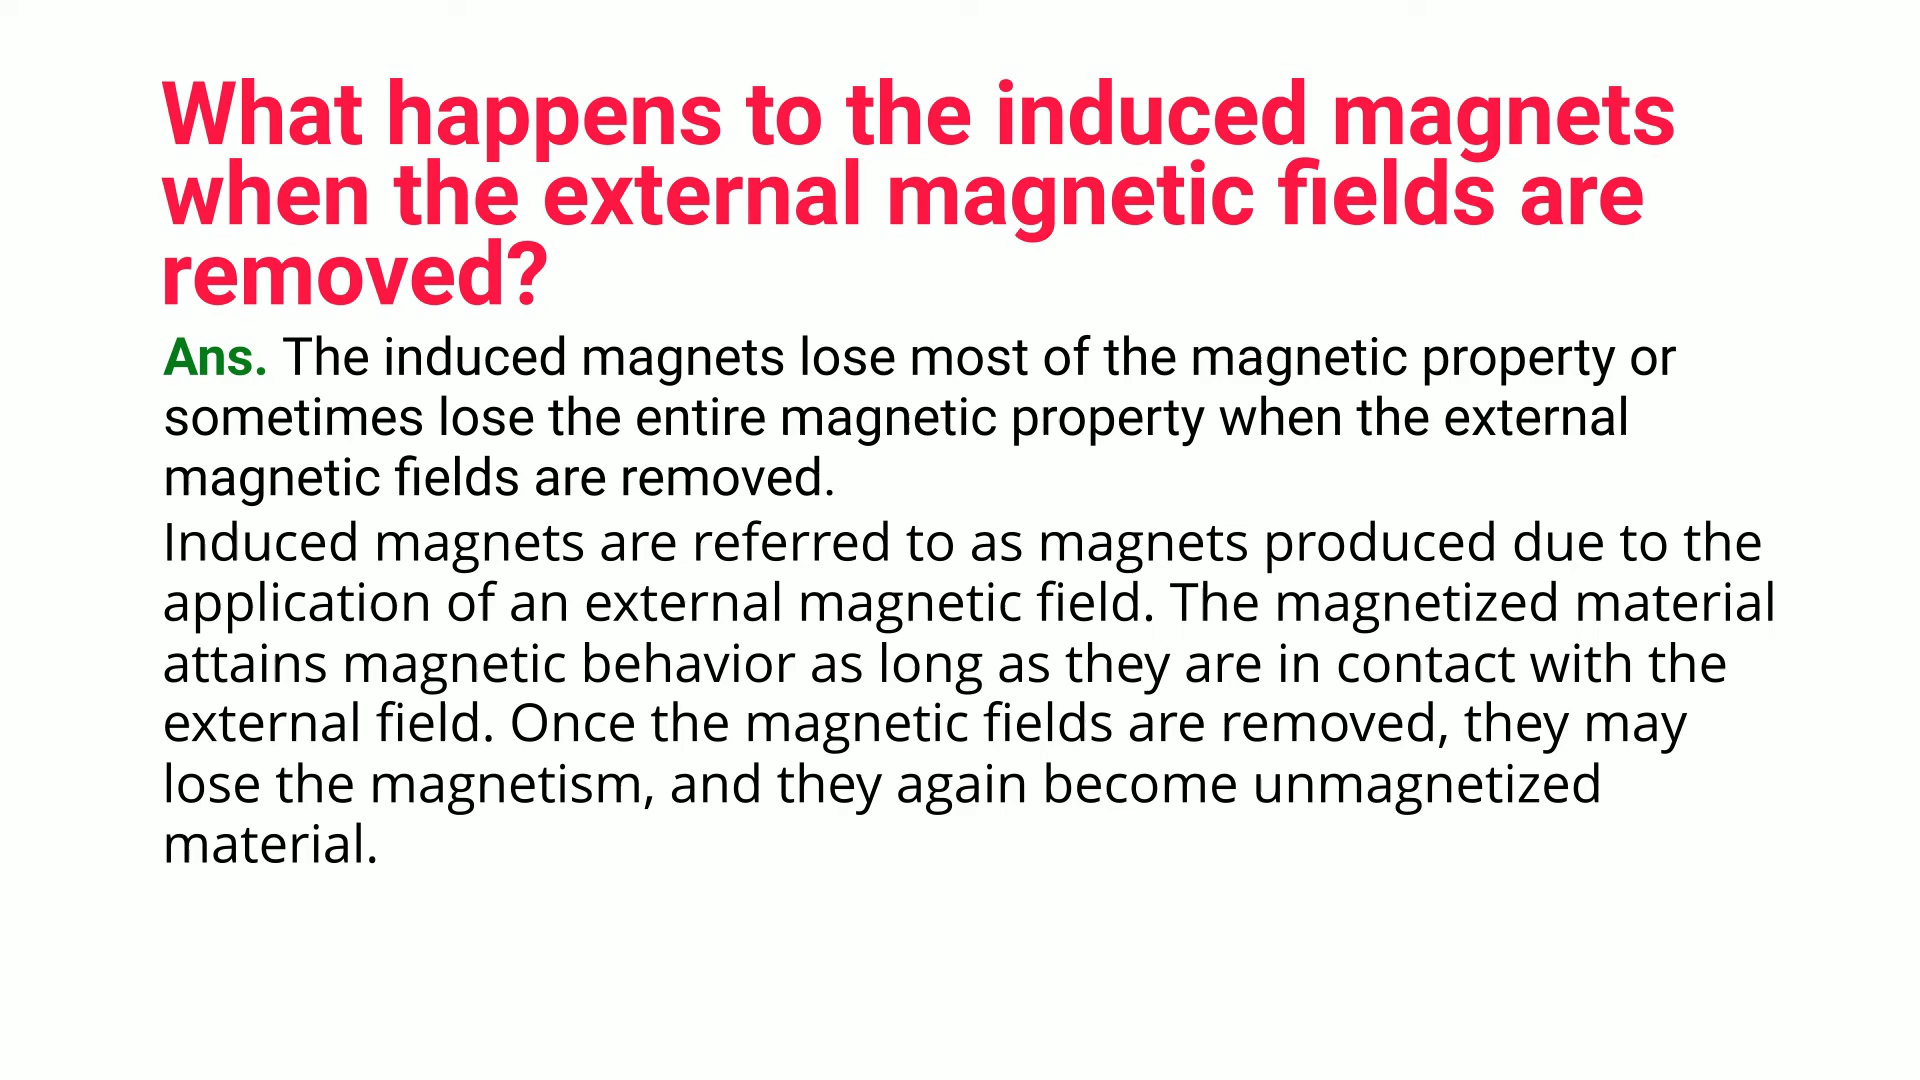 What happens to the induced magnets
when the external magnetic fields are
removed?
Ans. The induced magnets lose most of the magnetic property or
sometimes lose the entire magnetic property when the external
magnetic fields are removed.
Induced magnets are referred to as magnets produced due to the
application of an external magnetic field. The magnetized material
attains magnetic behavior as long as they are in contact with the
external field. Once the magnetic fields are removed, they may
lose the magnetism, and they again become unmagnetized
material.